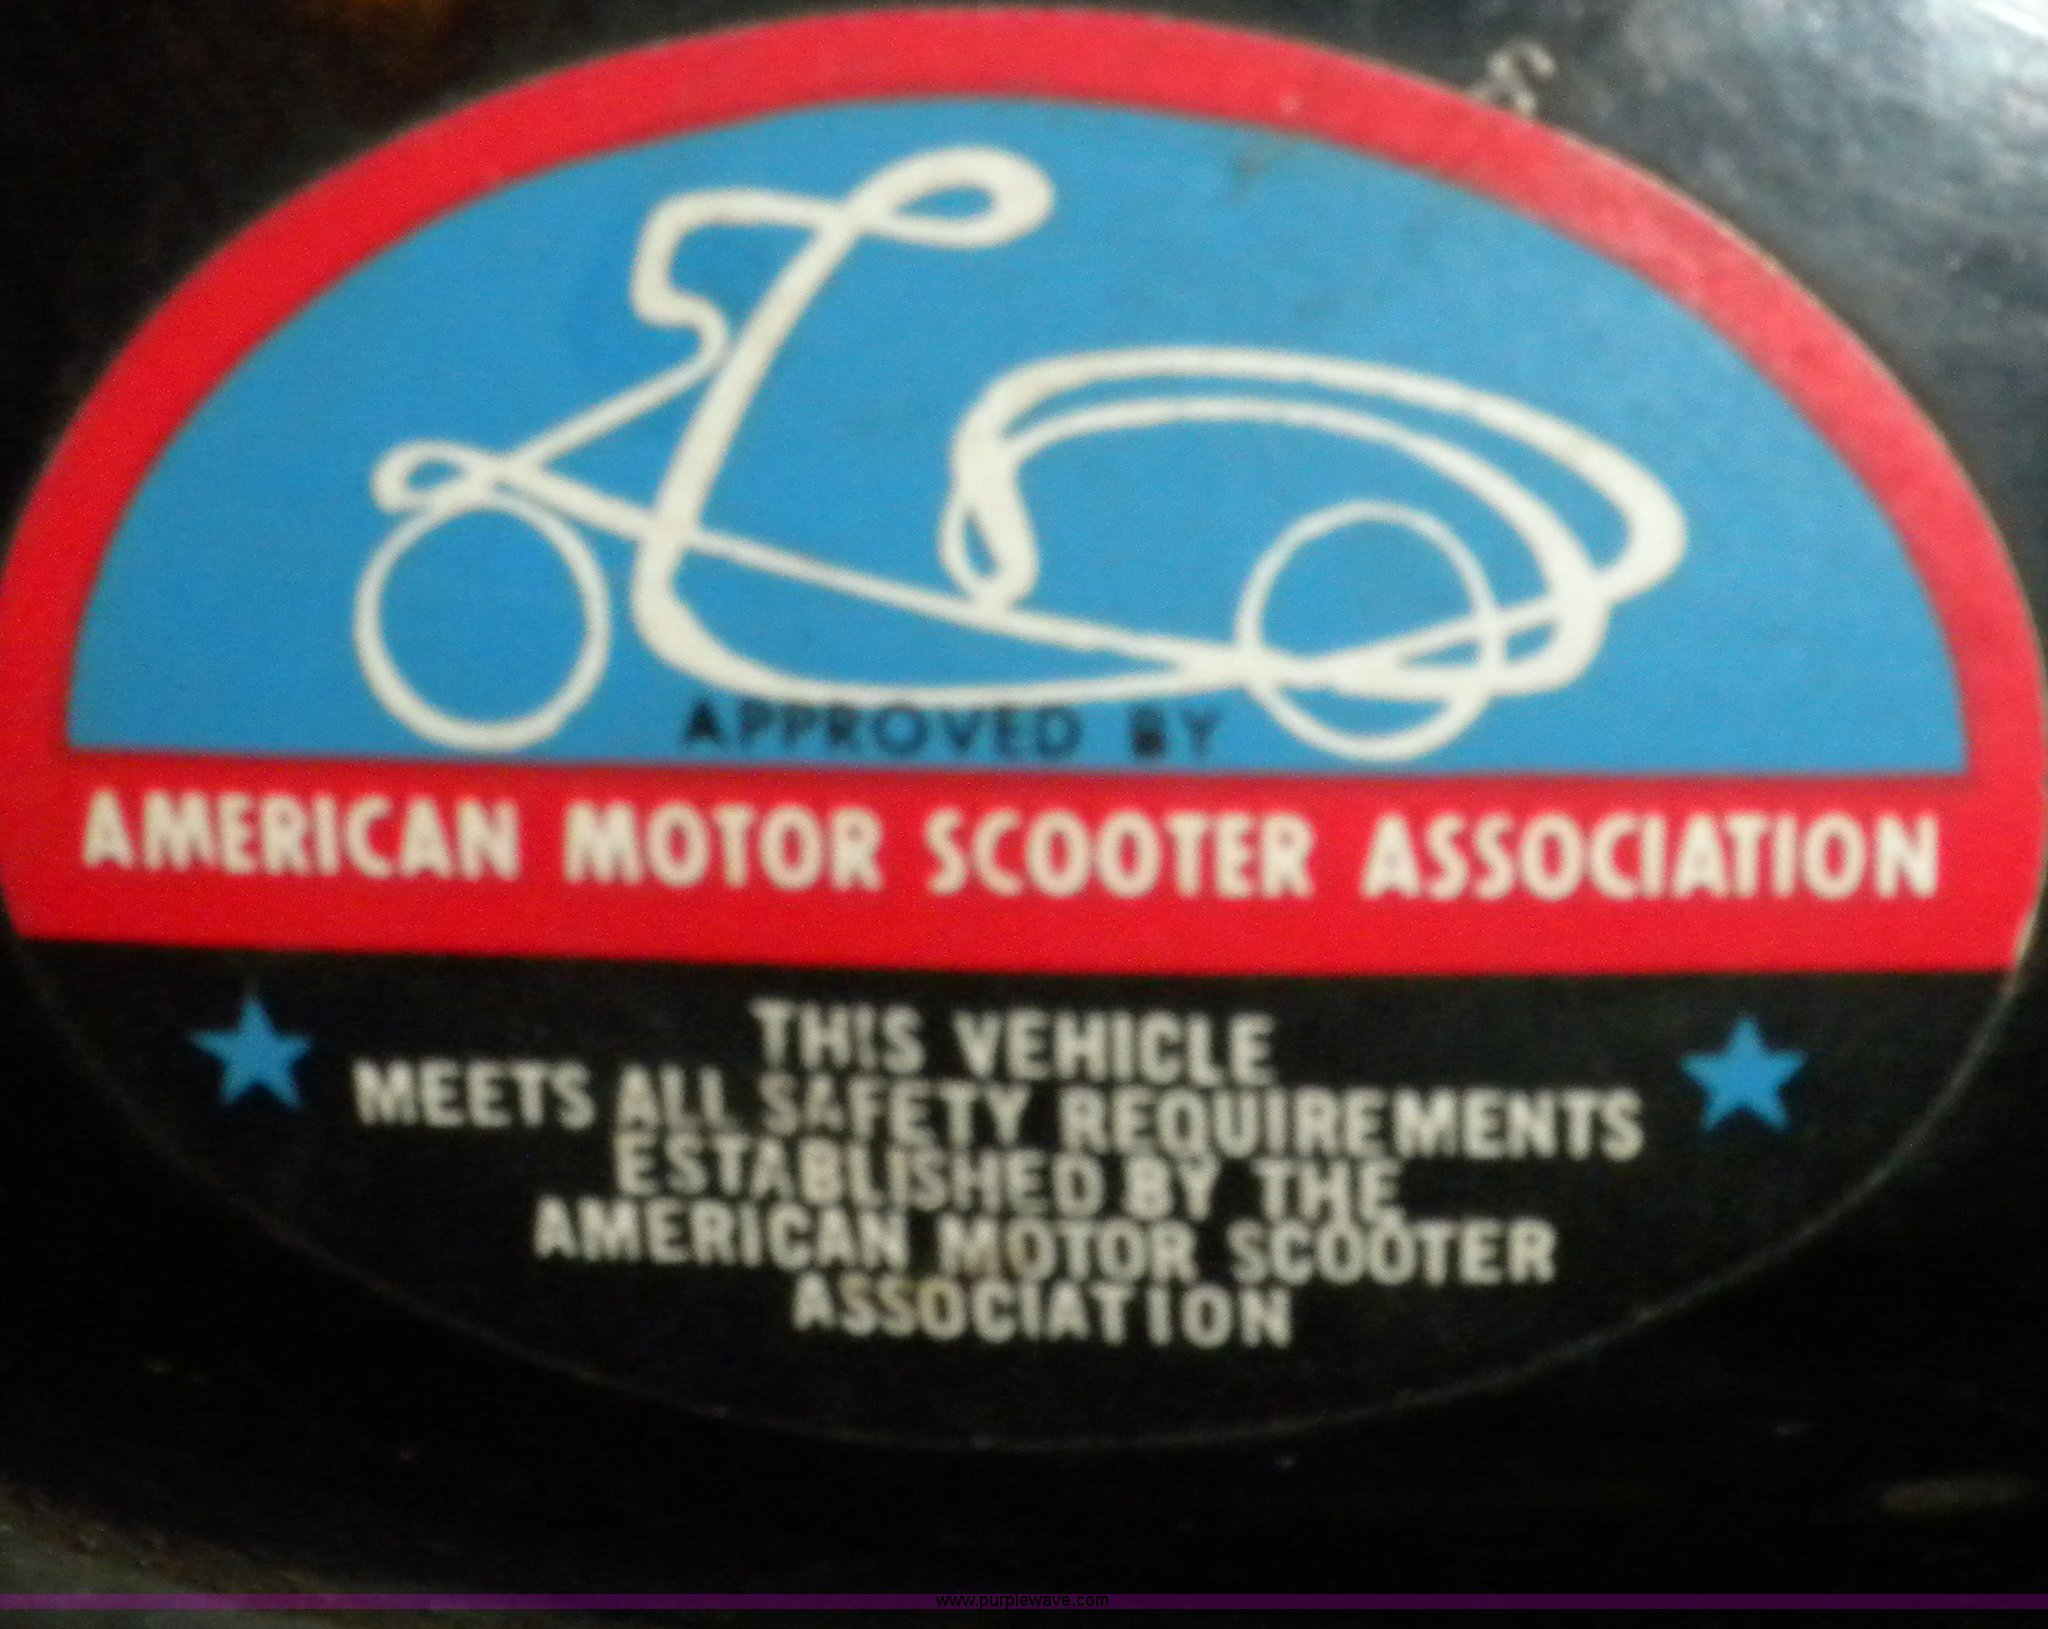 APPROVED BY
AMERICAN MOTOR SCOOTER ASSOCIATION
THIS VEHICLE
MEETS ALL SAFETY REQUIREMENTS
ESTABLISHED BY THE
AMERICAN MOTOR SCOOTER
ASSOCIATION
www.purplewave.com